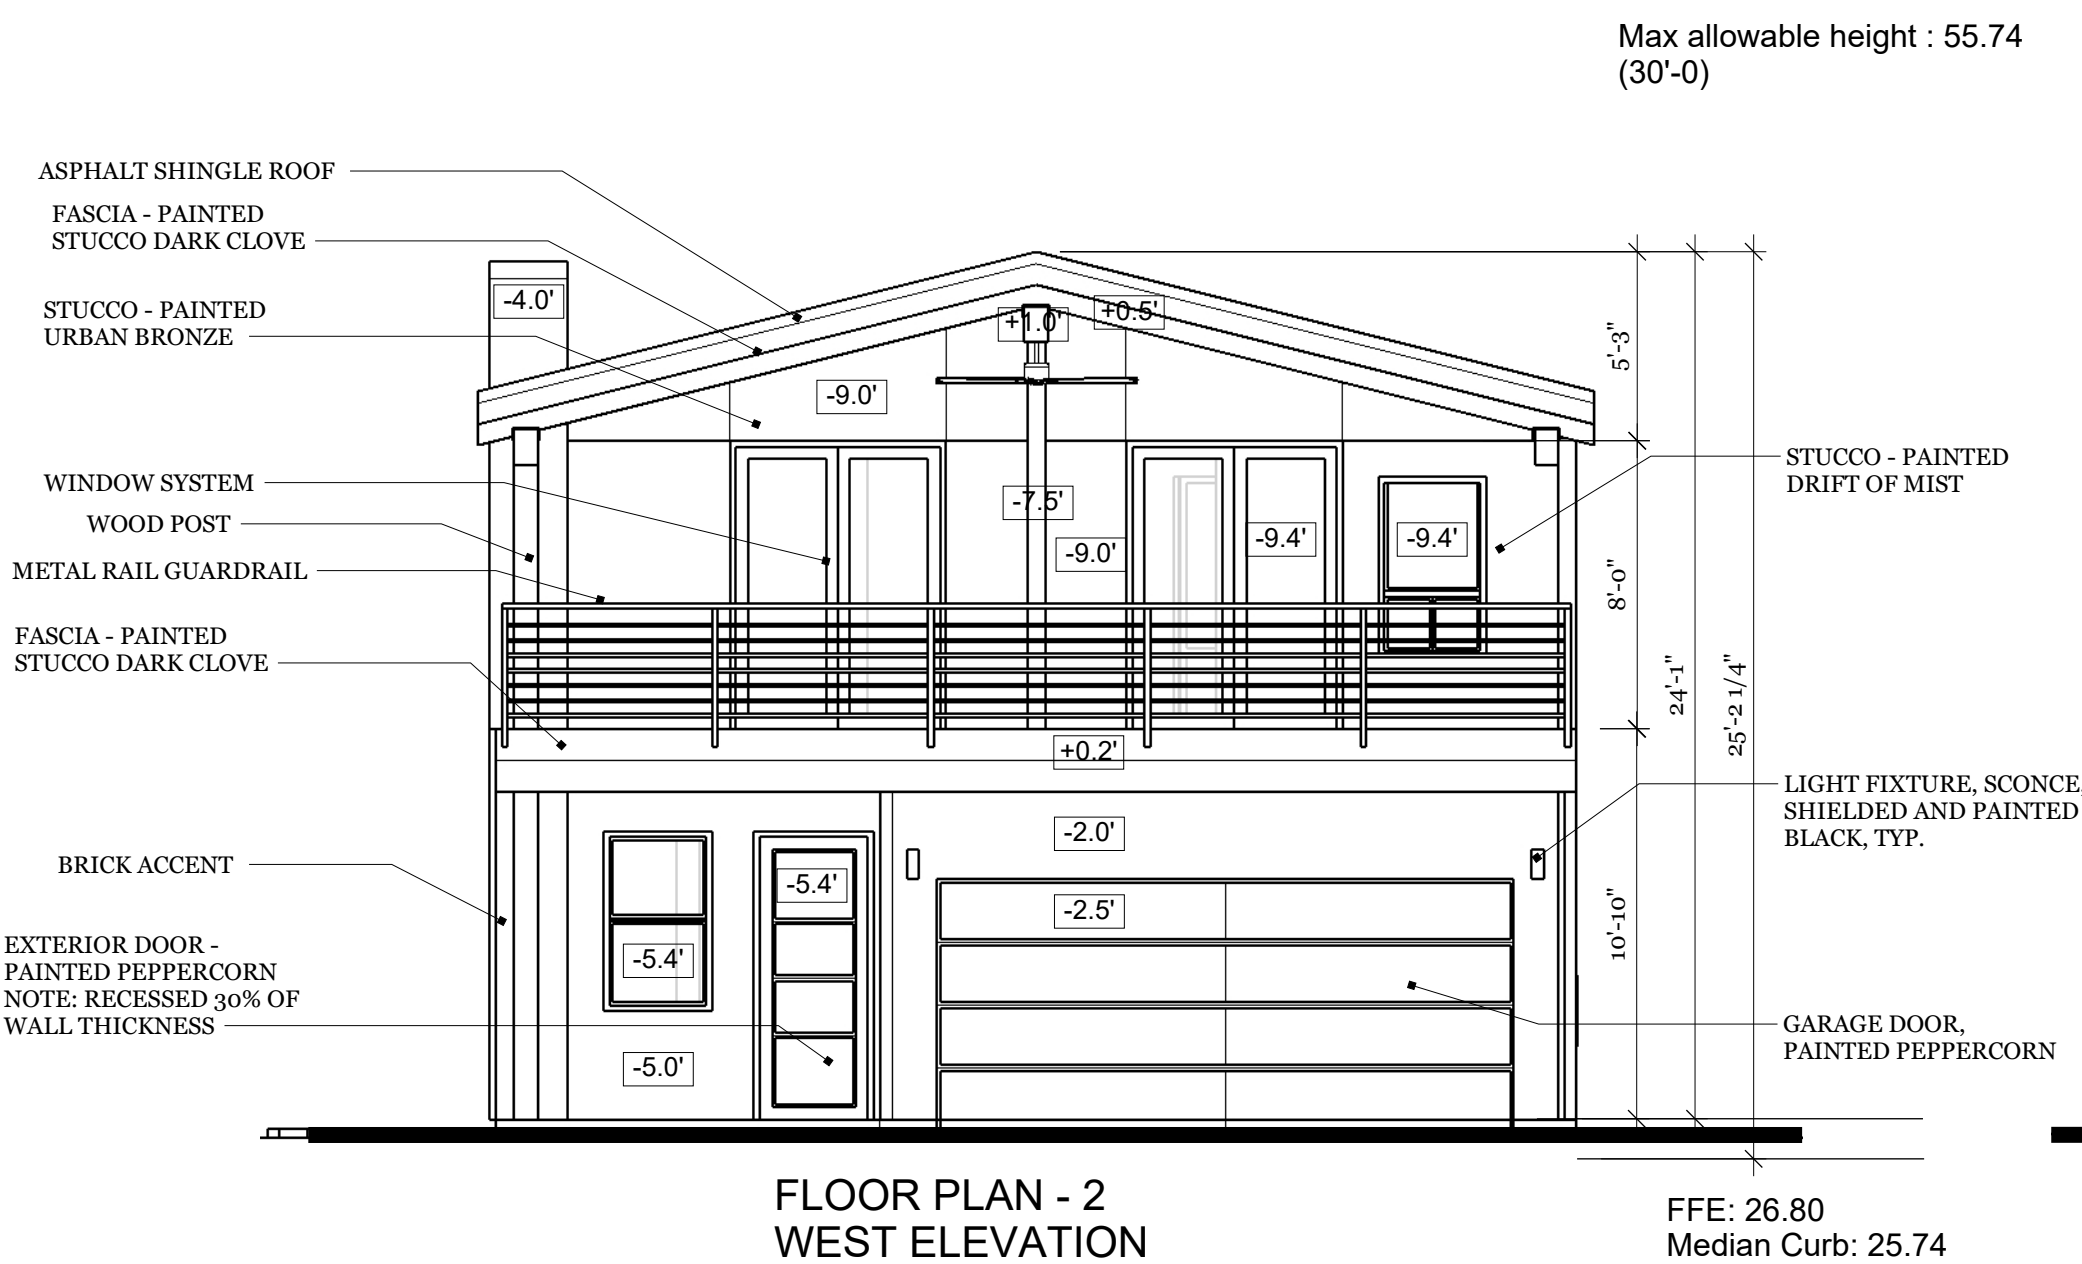 Max allowable height : 55.74
(30'-0)
ASPHALT SHINGLE ROOF
FASCIA - PAINTED
STUCCO DARK CLOVE
STUCCO - PAINTED
URBAN BRONZE
WINDOW SYSTEM
WOOD POST
METAL RAIL GUARDRAIL
FASCIA - PAINTED
STUCCO DARK CLOVE
BRICK ACCENT
EXTERIOR DOOR -
PAINTED PEPPERCORN
NOTE: RECESSED 30% OF
WALL THICKNESS
-4.0'
+1.0'
+0.5'
-9.0'
-7.5'
-9.0'
-9.4'
-9.4'
+0.2'
-2.0'
-5.4'
-2.5'
-5.4'
-5.0'
5'-3"
8'-0"
10'-10"
24'-1"
25'-2 1/4"
STUCCO - PAINTED
DRIFT OF MIST
LIGHT FIXTURE, SCONCE,
SHIELDED AND PAINTED
BLACK, TYP.
GARAGE DOOR,
PAINTED PEPPERCORN
FLOOR PLAN - 2
WEST ELEVATION
FFE: 26.80
Median Curb: 25.74